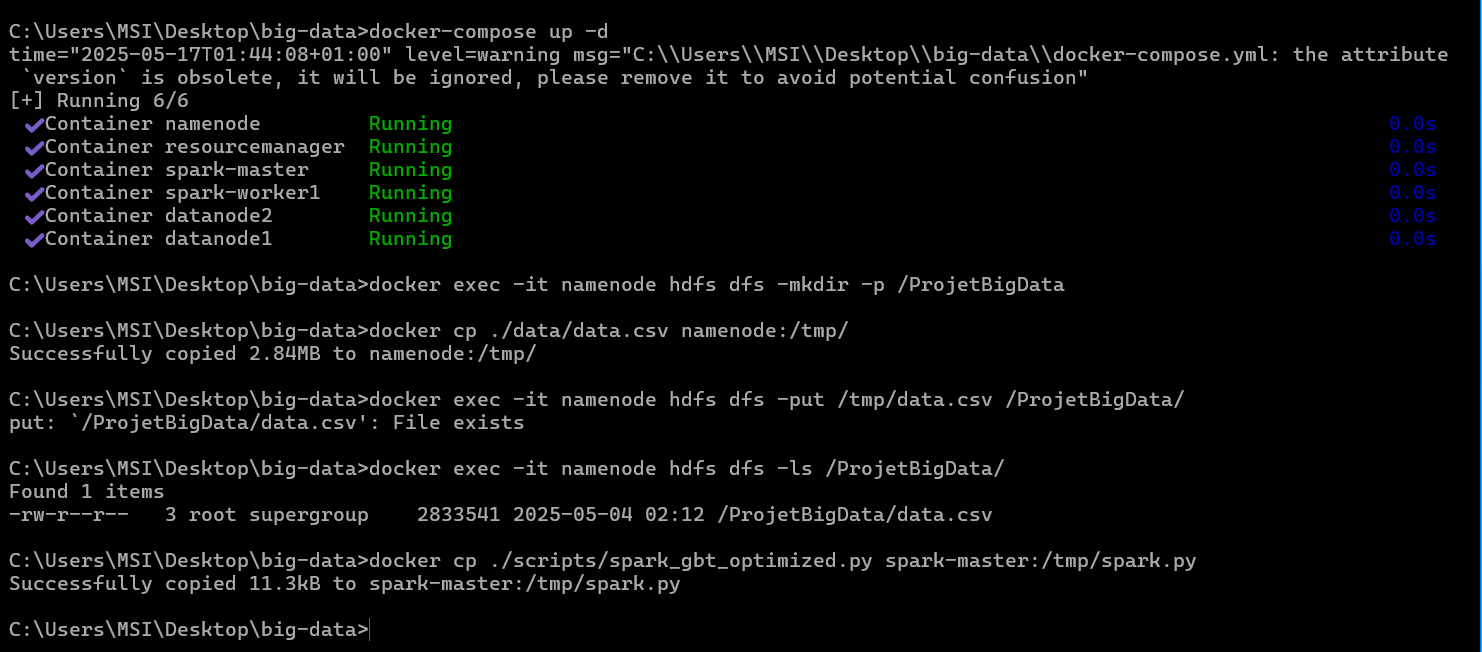 C:\Users\MSI\Desktop\big-data>docker-compose up -d
time="2025-05-17T01:44:08+01:00" level=warning msg="C:\\Users\\MSI\\Desktop\\big-data\\docker-compose.yml: the attribute
`version` is obsolete, it will be ignored, please remove it to avoid potential confusion"
[+] Running 6/6
✔Container namenode Running 0.0s
✔Container resourcemanager Running 0.0s
✔Container spark-master Running 0.0s
✔Container spark-worker1 Running 0.0s
✔Container datanode2 Running 0.0s
✔Container datanode1 Running 0.0s
C:\Users\MSI\Desktop\big-data>docker exec -it namenode hdfs dfs -mkdir -p /ProjetBigData
C:\Users\MSI\Desktop\big-data>docker cp ./data/data.csv namenode:/tmp/
Successfully copied 2.84MB to namenode:/tmp/
C:\Users\MSI\Desktop\big-data>docker exec -it namenode hdfs dfs -put /tmp/data.csv /ProjetBigData/
put: `/ProjetBigData/data.csv': File exists
C:\Users\MSI\Desktop\big-data>docker exec -it namenode hdfs dfs -ls /ProjetBigData/
Found 1 items
-rw-r--r--   3 root supergroup    2833541 2025-05-04 02:12 /ProjetBigData/data.csv
C:\Users\MSI\Desktop\big-data>docker cp ./scripts/spark_gbt_optimized.py spark-master:/tmp/spark.py
Successfully copied 11.3kB to spark-master:/tmp/spark.py
C:\Users\MSI\Desktop\big-data>